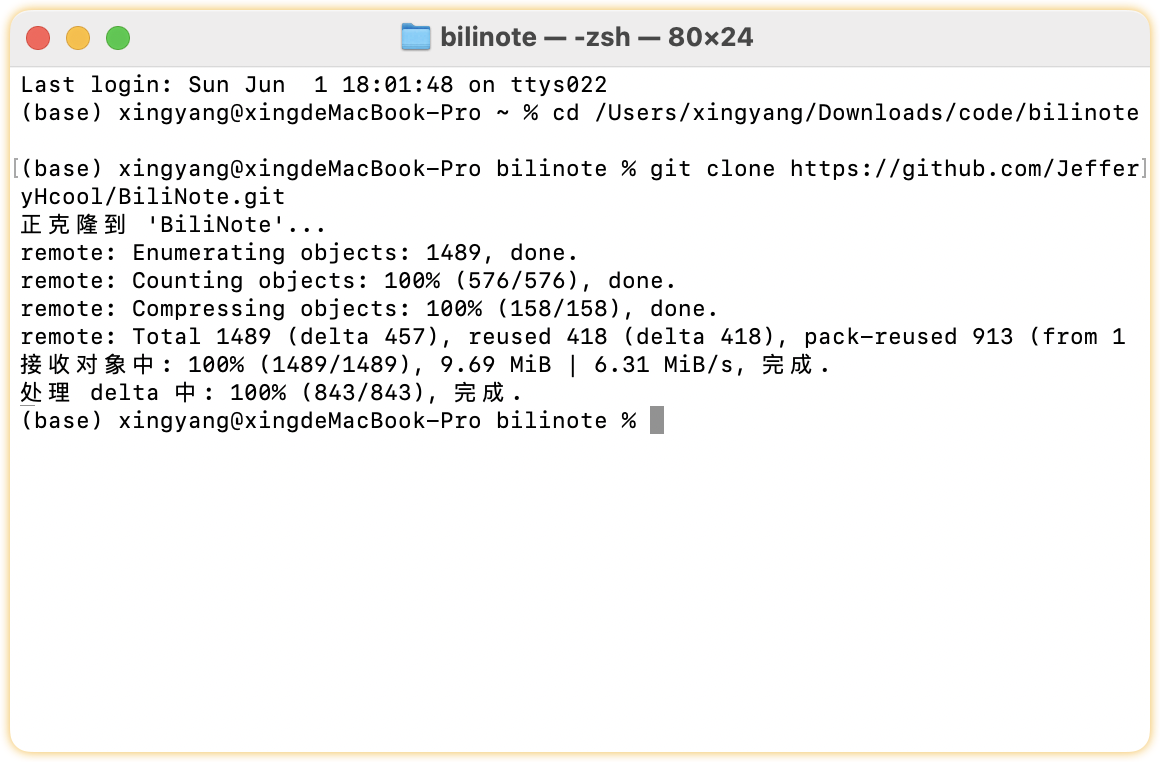 bilinote — -zsh — 80×24
Last login: Sun Jun  1 18:01:48 on ttys022
(base) xingyang@xingdeMacBook-Pro ~ % cd /Users/xingyang/Downloads/code/bilinote
[(base) xingyang@xingdeMacBook-Pro bilinote % git clone https://github.com/Jeffer]
yHcool/BiliNote.git
正克隆到 'BiliNote'...
remote: Enumerating objects: 1489, done.
remote: Counting objects: 100% (576/576), done.
remote: Compressing objects: 100% (158/158), done.
remote: Total 1489 (delta 457), reused 418 (delta 418), pack-reused 913 (from 1
接收对象中: 100% (1489/1489), 9.69 MiB | 6.31 MiB/s, 完成.
处理 delta 中: 100% (843/843), 完成.
(base) xingyang@xingdeMacBook-Pro bilinote %